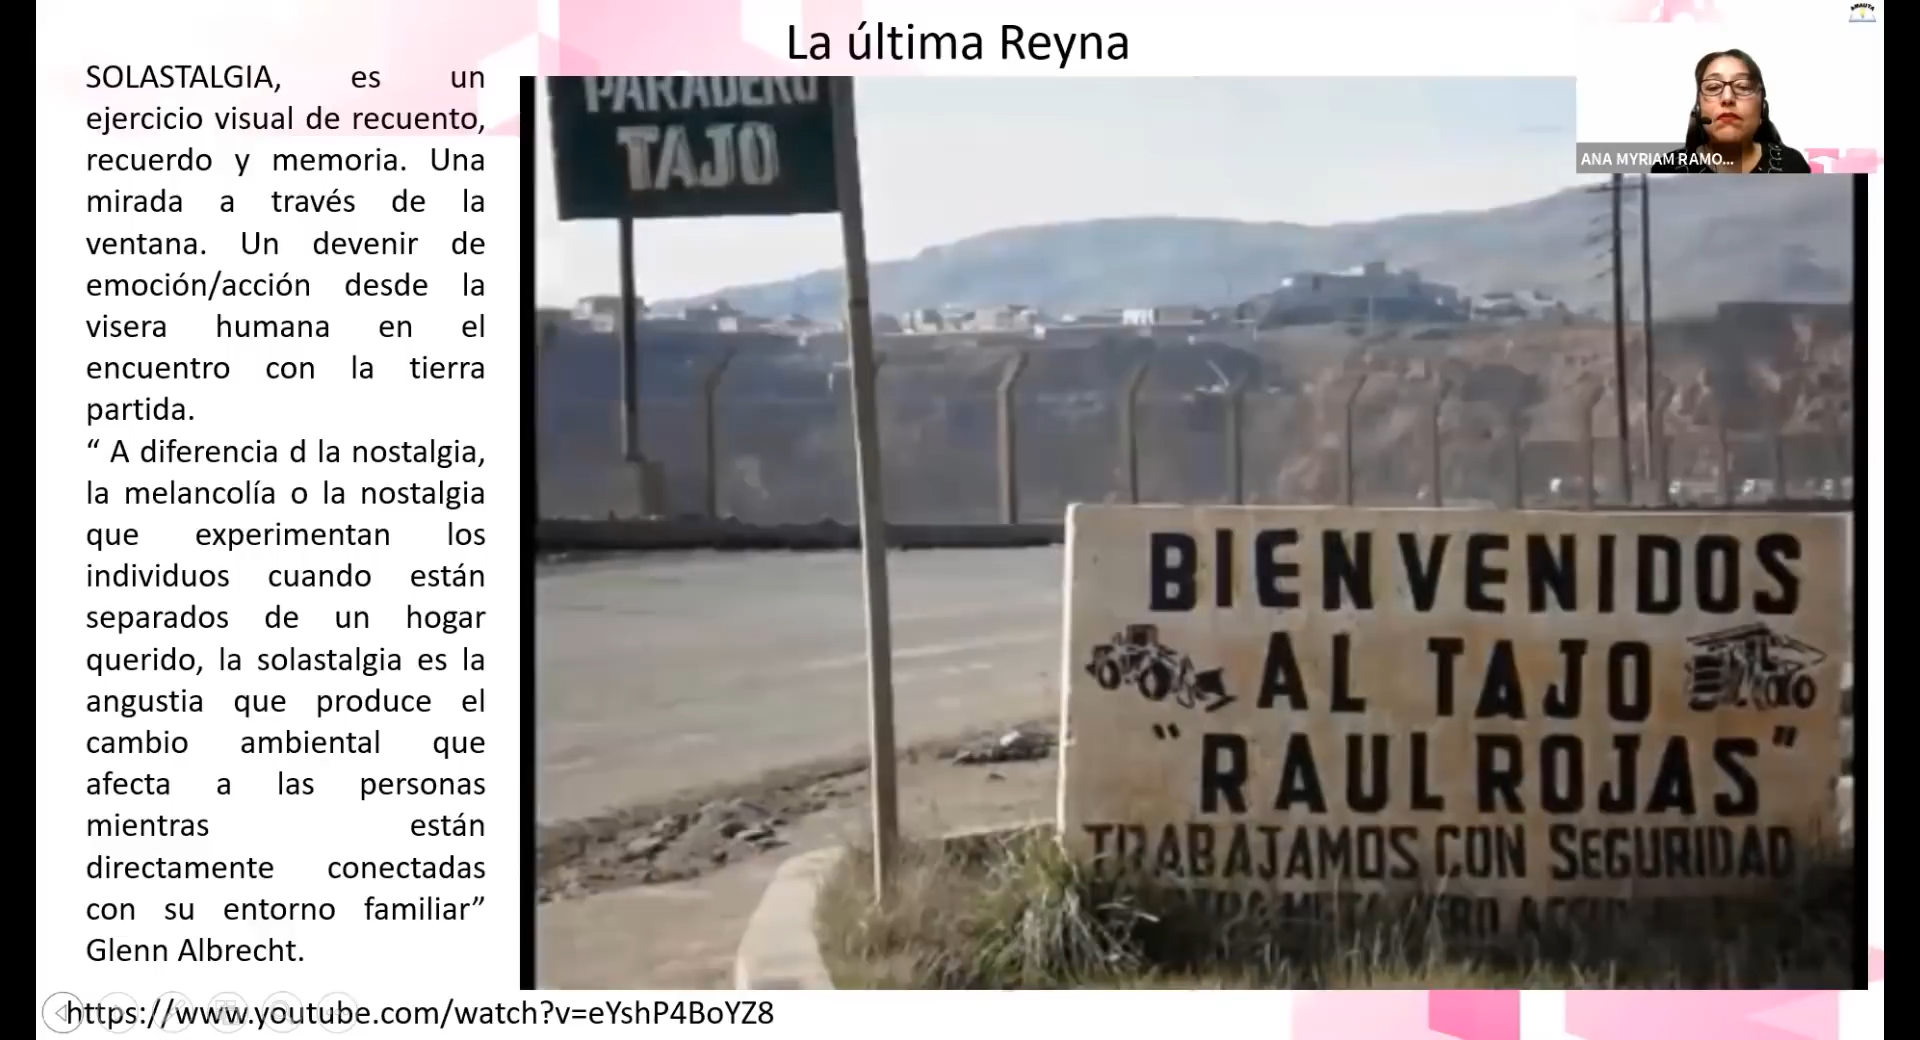 La última Reyna
SOLASTALGIA, es un
ejercicio visual de recuento,
recuerdo y memoria. Una
mirada a través de la
ventana. Un devenir de
emoción/acción desde la
visera humana en el
encuentro con la tierra
partida.
“ A diferencia d la nostalgia,
la melancolía o la nostalgia
que experimentan los
individuos cuando están
separados de un hogar
querido, la solastalgia es la
angustia que produce el
cambio ambiental que
afecta a las personas
mientras están
directamente conectadas
con su entorno familiar”
Glenn Albrecht.
https://www.youtube.com/watch?v=eYshP4BoYZ8
PARADERO
TAJO
BIENVENIDOS
AL TAJO
"RAUL ROJAS"
TRABAJAMOS CON SEGURIDAD
ANA MYRIAM RAMO...
AMAUTA